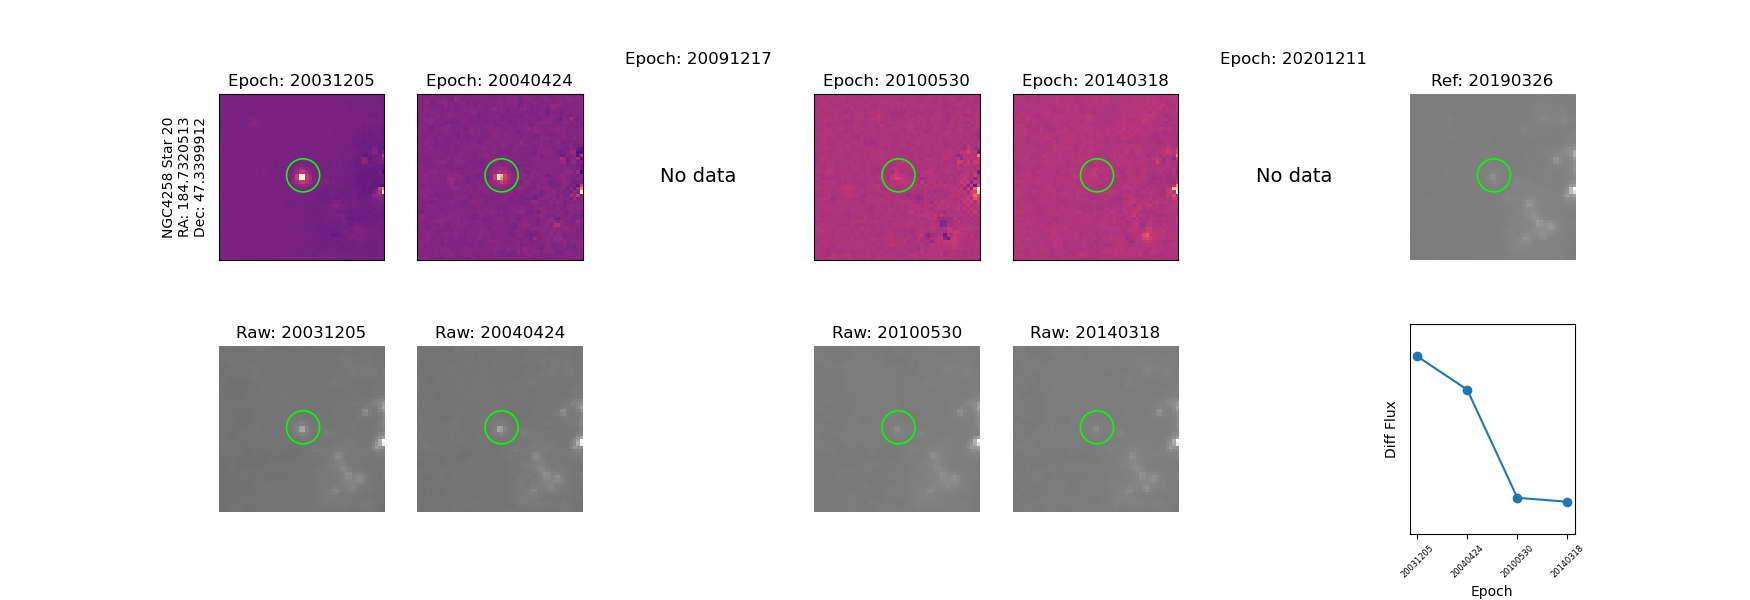 Epoch: 20091217
Epoch: 20201211
Epoch: 20031205
Epoch: 20040424
Epoch: 20100530
Epoch: 20140318
Ref: 20190326
NGC4258 Star 20
RA: 184.7320513
Dec: 47.3399912
No data
No data
Raw: 20031205
Raw: 20040424
Raw: 20100530
Raw: 20140318
Diff Flux
20031205
20040424
20100530
20140318
Epoch